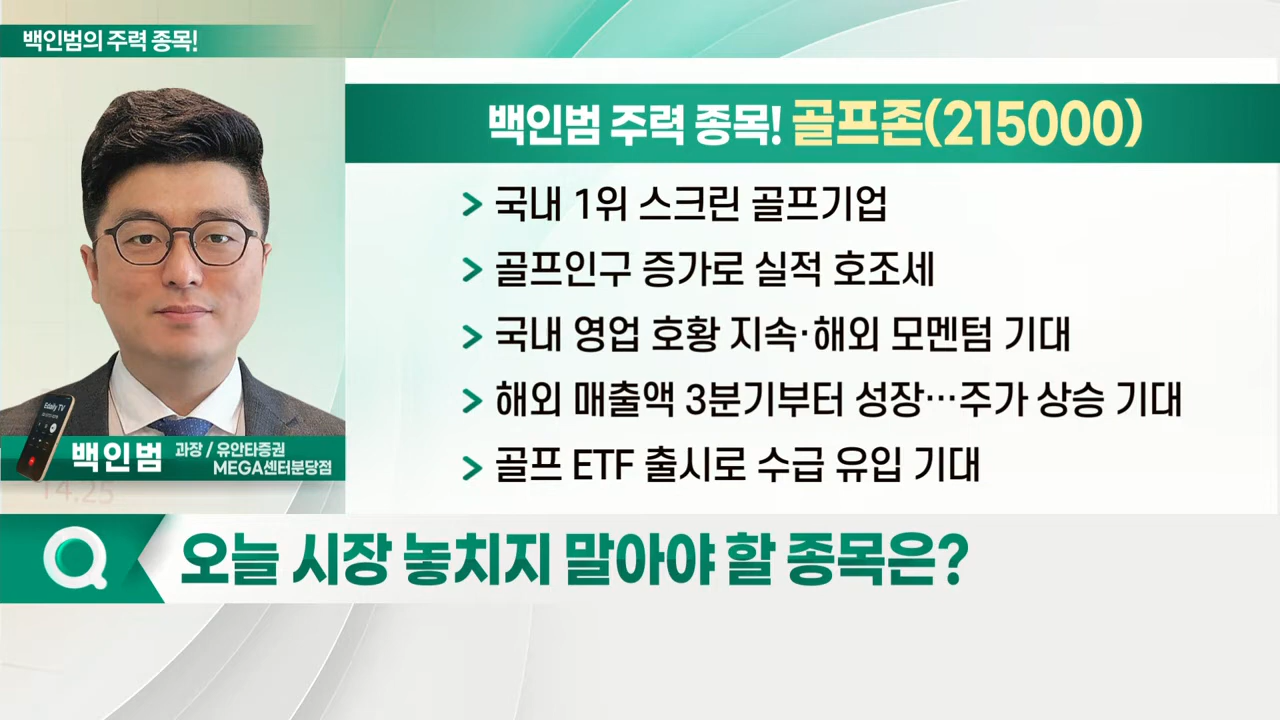 백인범의 주력 종목!
백인범 주력 종목! 골프존(215000)
> 국내 1위 스크린 골프기업
> 골프인구 증가로 실적 호조세
> 국내 영업 호황 지속·해외 모멘텀 기대
> 해외 매출액 3분기부터 성장…주가 상승 기대
> 골프 ETF 출시로 수급 유입 기대
Edaily TV
백인범 과장 / 유안타증권
MEGA센터분당점
14.25
오늘 시장 놓치지 말아야 할 종목은?